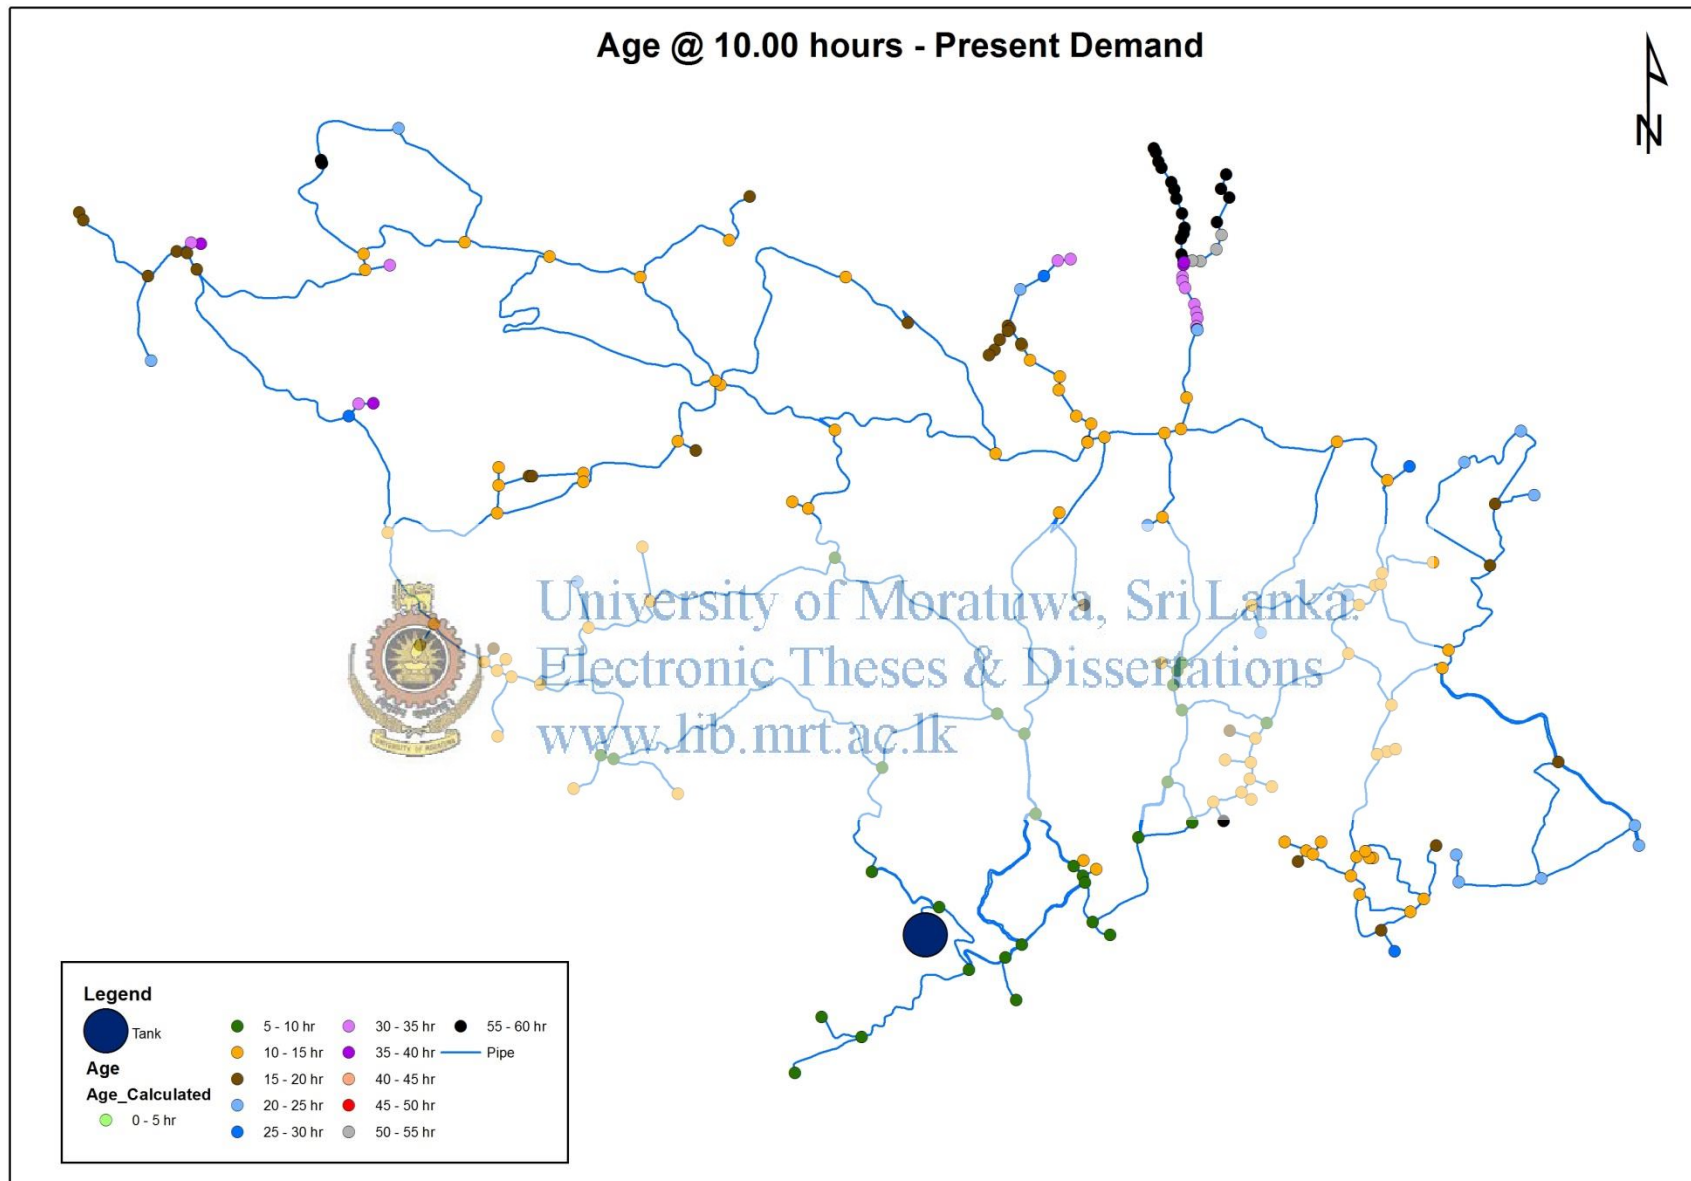 Age @ 10.00 hours - Present Demand
N
University of Moratuwa, Sri Lanka.
Electronic Theses & Dissertations
www.lib.mrt.ac.lk
UNIVERSITY OF MORATUWA
Legend
Tank
Age
Age_Calculated
0 - 5 hr
5 - 10 hr
10 - 15 hr
15 - 20 hr
20 - 25 hr
25 - 30 hr
30 - 35 hr
35 - 40 hr
40 - 45 hr
45 - 50 hr
50 - 55 hr
55 - 60 hr
Pipe